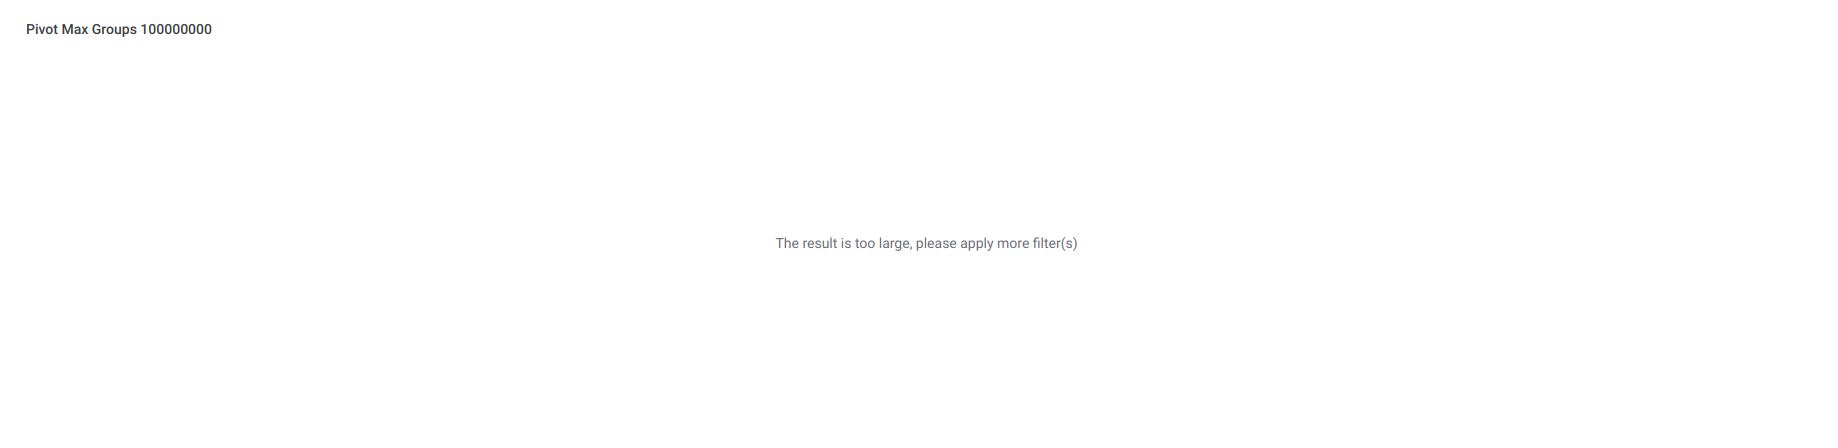 Pivot Max Groups 100000000
The result is too large, please apply more filter(s)